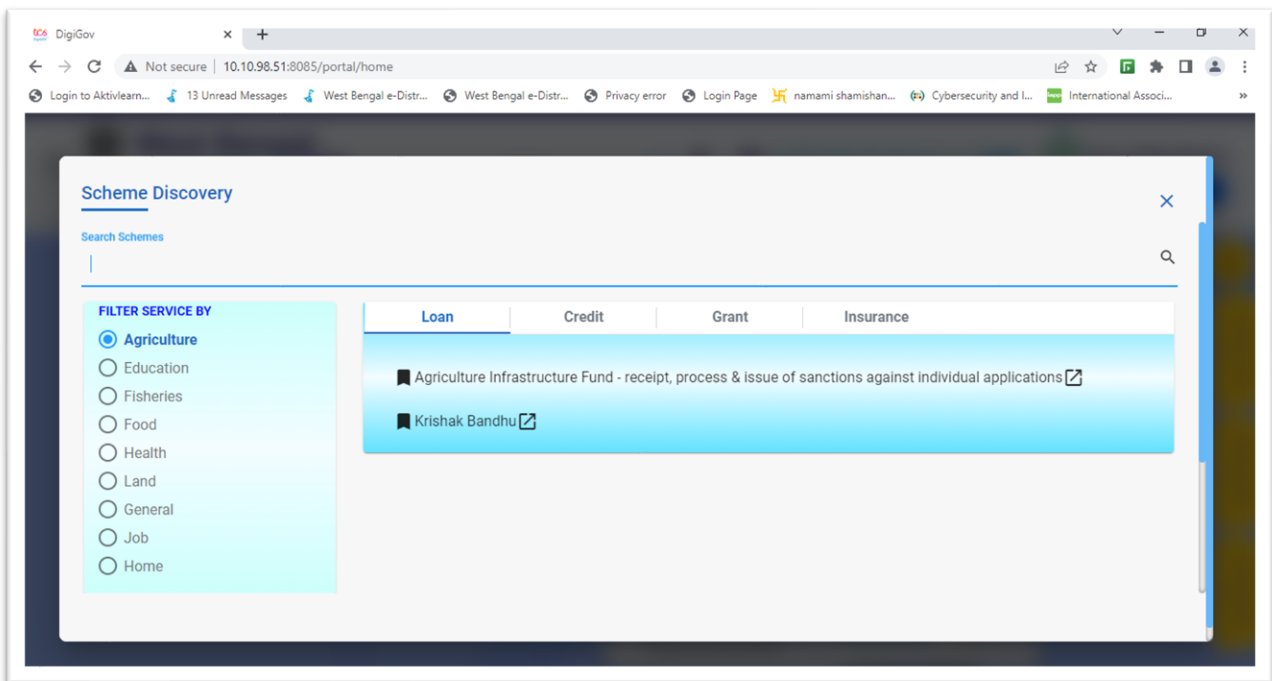 DigiGov
Not secure | 10.10.98.51:8085/portal/home
Login to Aktivlearn... 13 Unread Messages West Bengal e-Distr... West Bengal e-Distr... Privacy error Login Page namami shamishan... Cybersecurity and I... International Associ... »
Scheme Discovery
Search Schemes
FILTER SERVICE BY
Agriculture
Education
Fisheries
Food
Health
Land
General
Job
Home
Loan Credit Grant Insurance
Agriculture Infrastructure Fund - receipt, process & issue of sanctions against individual applications
Krishak Bandhu